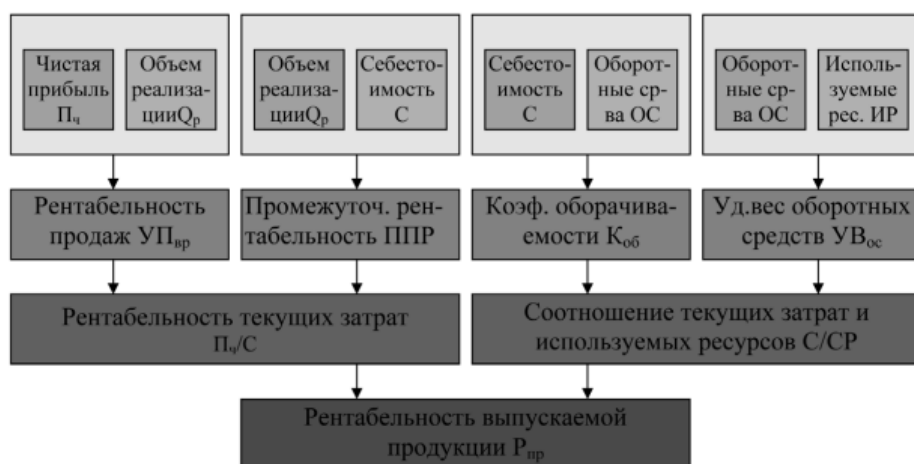 Чистая
прибыль
Пч
Объем
реализа-
цииQр
Объем
реализа-
цииQр
Себесто-
имость
С
Себесто-
имость
С
Оборот-
ные ср-
ва ОС
Оборот-
ные ср-
ва ОС
Исполь-
зуемые
рес. ИР
Рентабельность
продаж УПвр
Промежуточ. рен-
табельность ППР
Коэф. оборачива-
емости Коб
Уд.вес оборотных
средств УВос
Рентабельность текущих затрат
Пч/С
Соотношение текущих затрат и
используемых ресурсов С/СР
Рентабельность выпускаемой
продукции Рпр